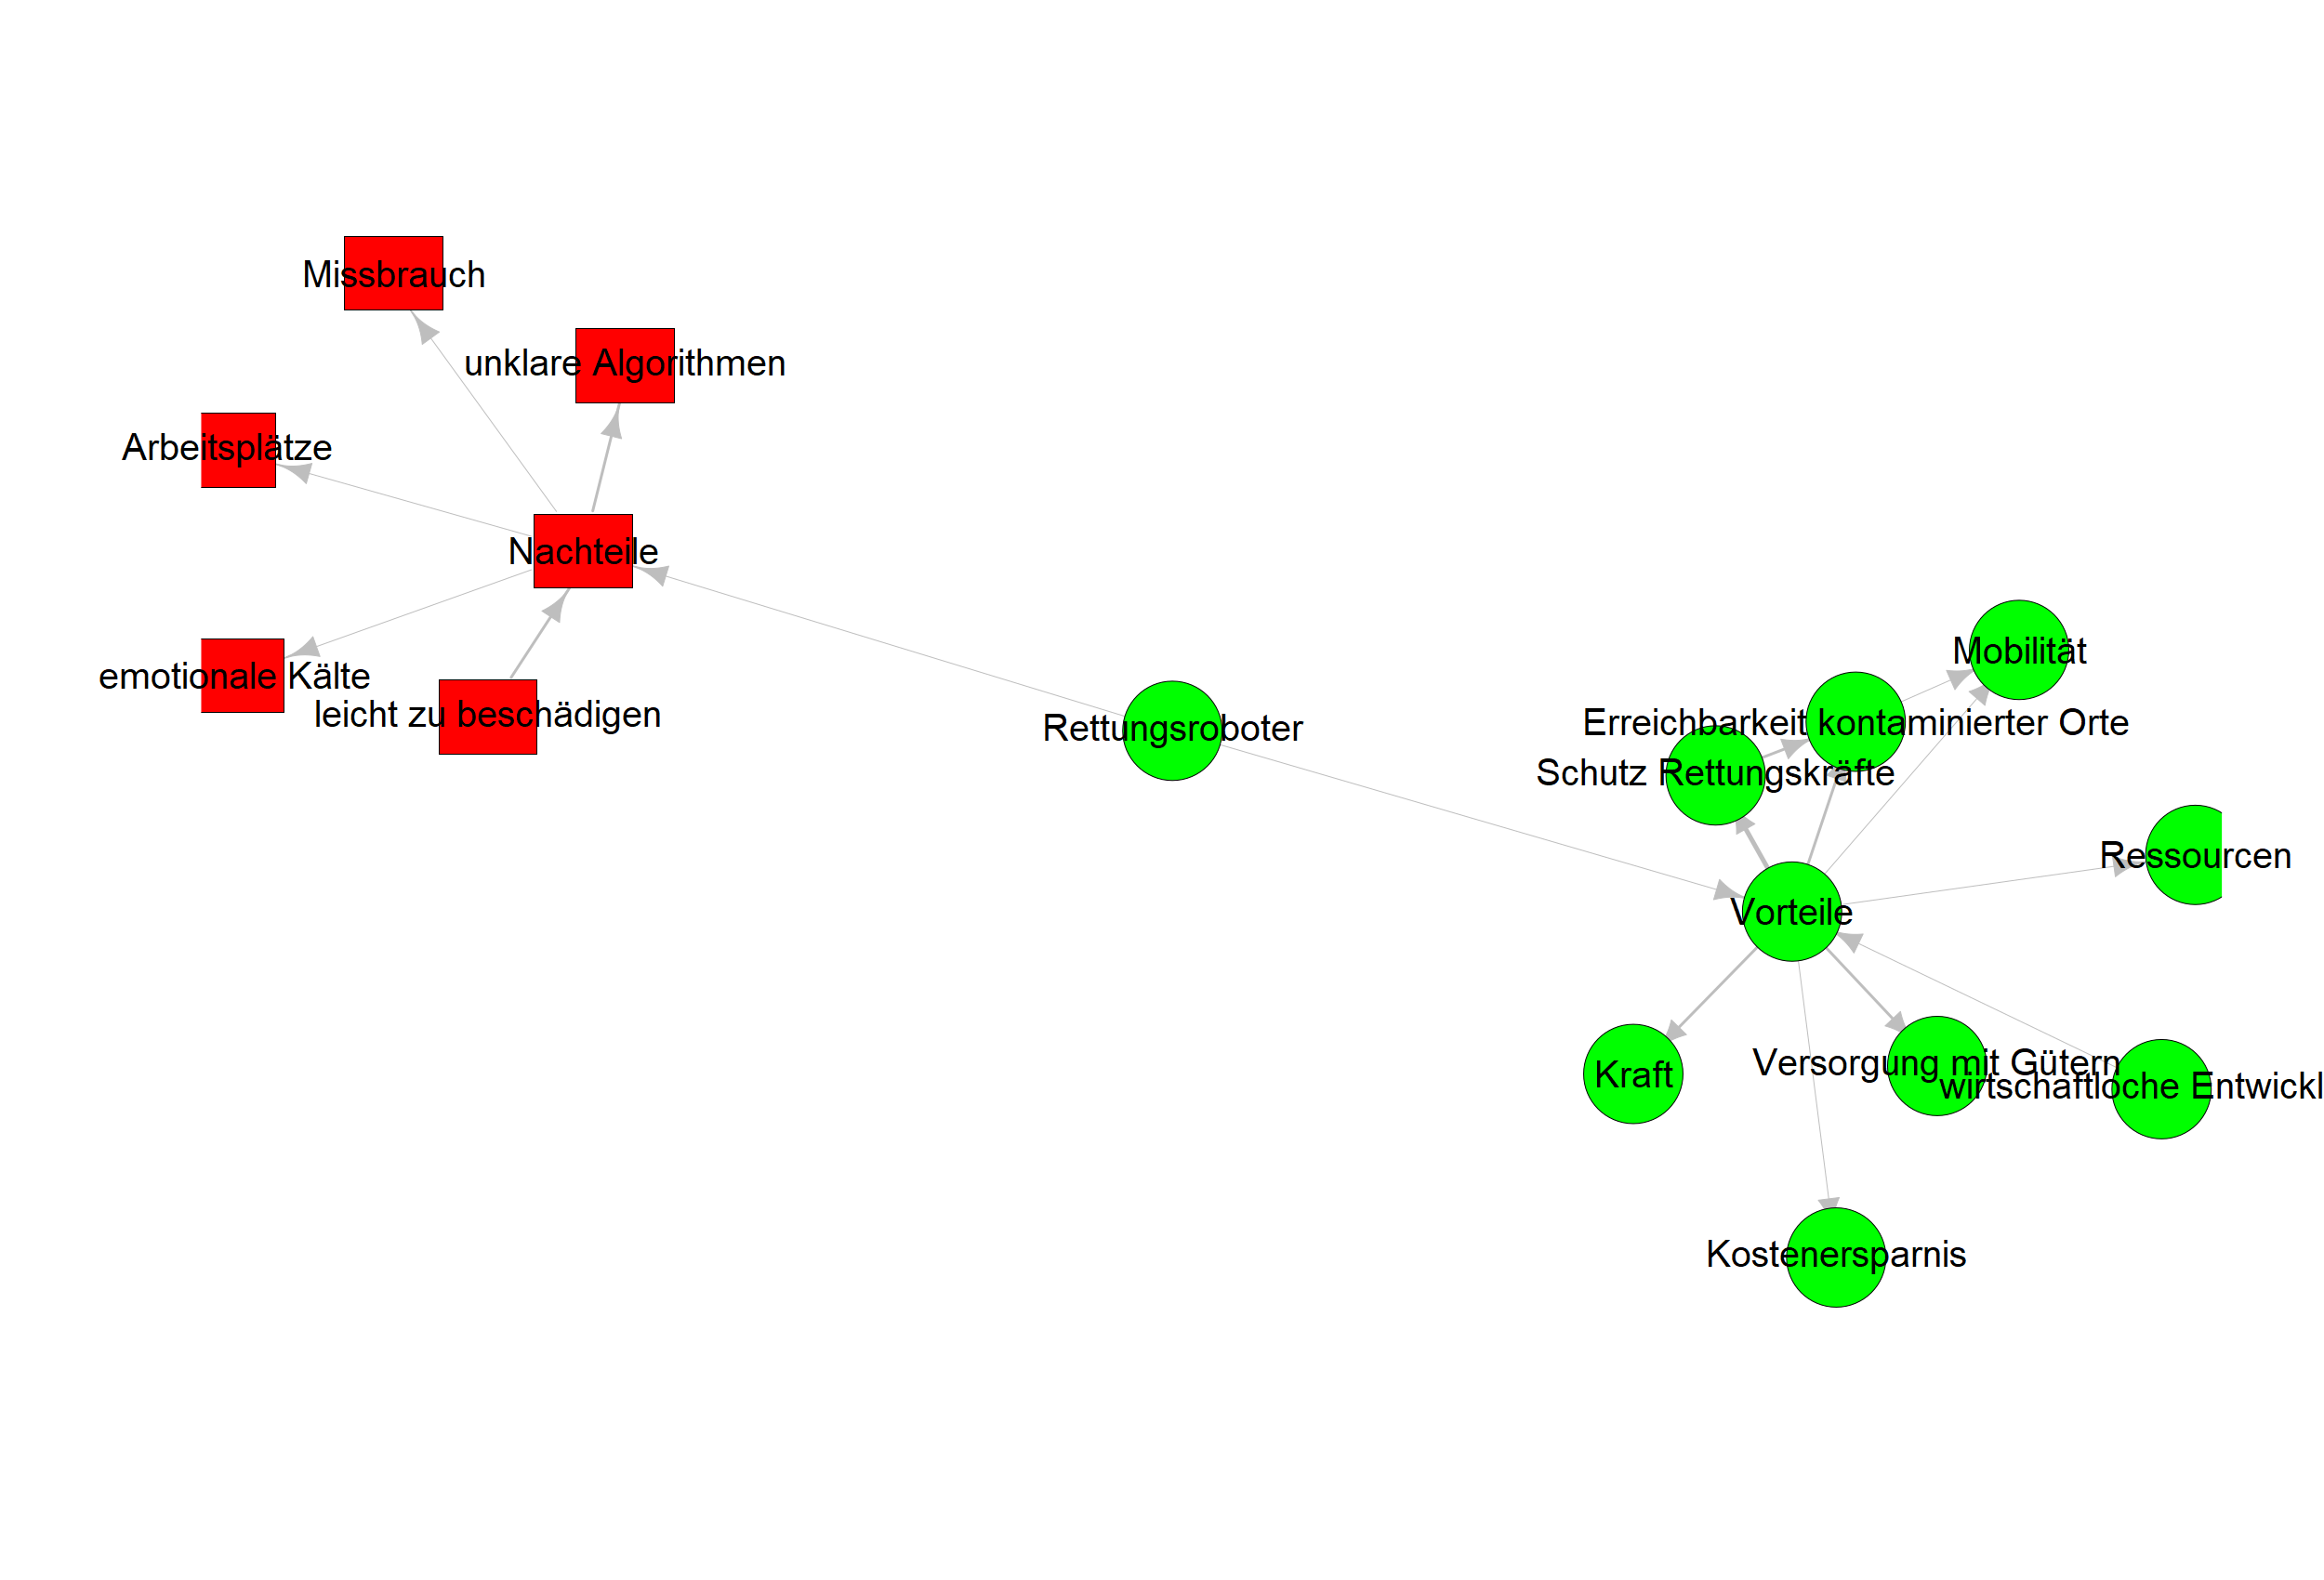 Missbrauch
unklare Algorithmen
Arbeitsplätze
Nachteile
emotionale Kälte
leicht zu beschädigen
Rettungsroboter
Mobilität
Erreichbarkeit kontaminierter Orte
Schutz Rettungskräfte
Ressourcen
Vorteile
Kraft
Versorgung mit Gütern
wirtschaftloche Entwickl
Kostenersparnis